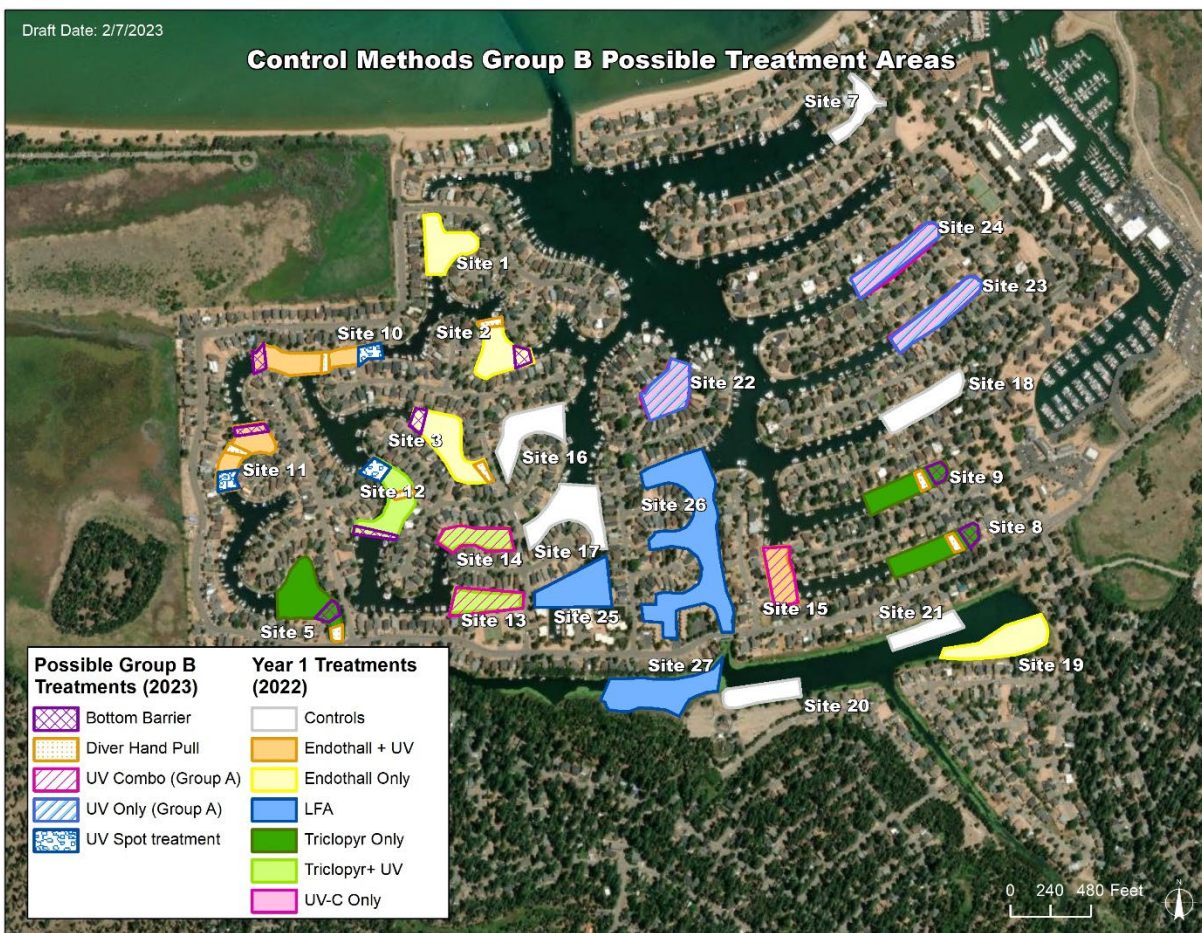 Draft Date: 2/7/2023
Control Methods Group B Possible Treatment Areas
Site 7
Site 24
Site 1
Site 23
Site 10
Site 2
Site 22
Site 18
Site 3
Site 16
Site 11
Site 12
Site 9
Site 26
Site 8
Site 14
Site 17
Site 15
Site 25
Site 13
Site 21
Site 5
Site 19
Site 27
Site 20
Possible Group B
Treatments (2023)
Bottom Barrier
Diver Hand Pull
UV Combo (Group A)
UV Only (Group A)
UV Spot treatment
Year 1 Treatments
(2022)
Controls
Endothall + UV
Endothall Only
LFA
Triclopyr Only
Triclopyr+ UV
UV-C Only
0 240 480 Feet
N